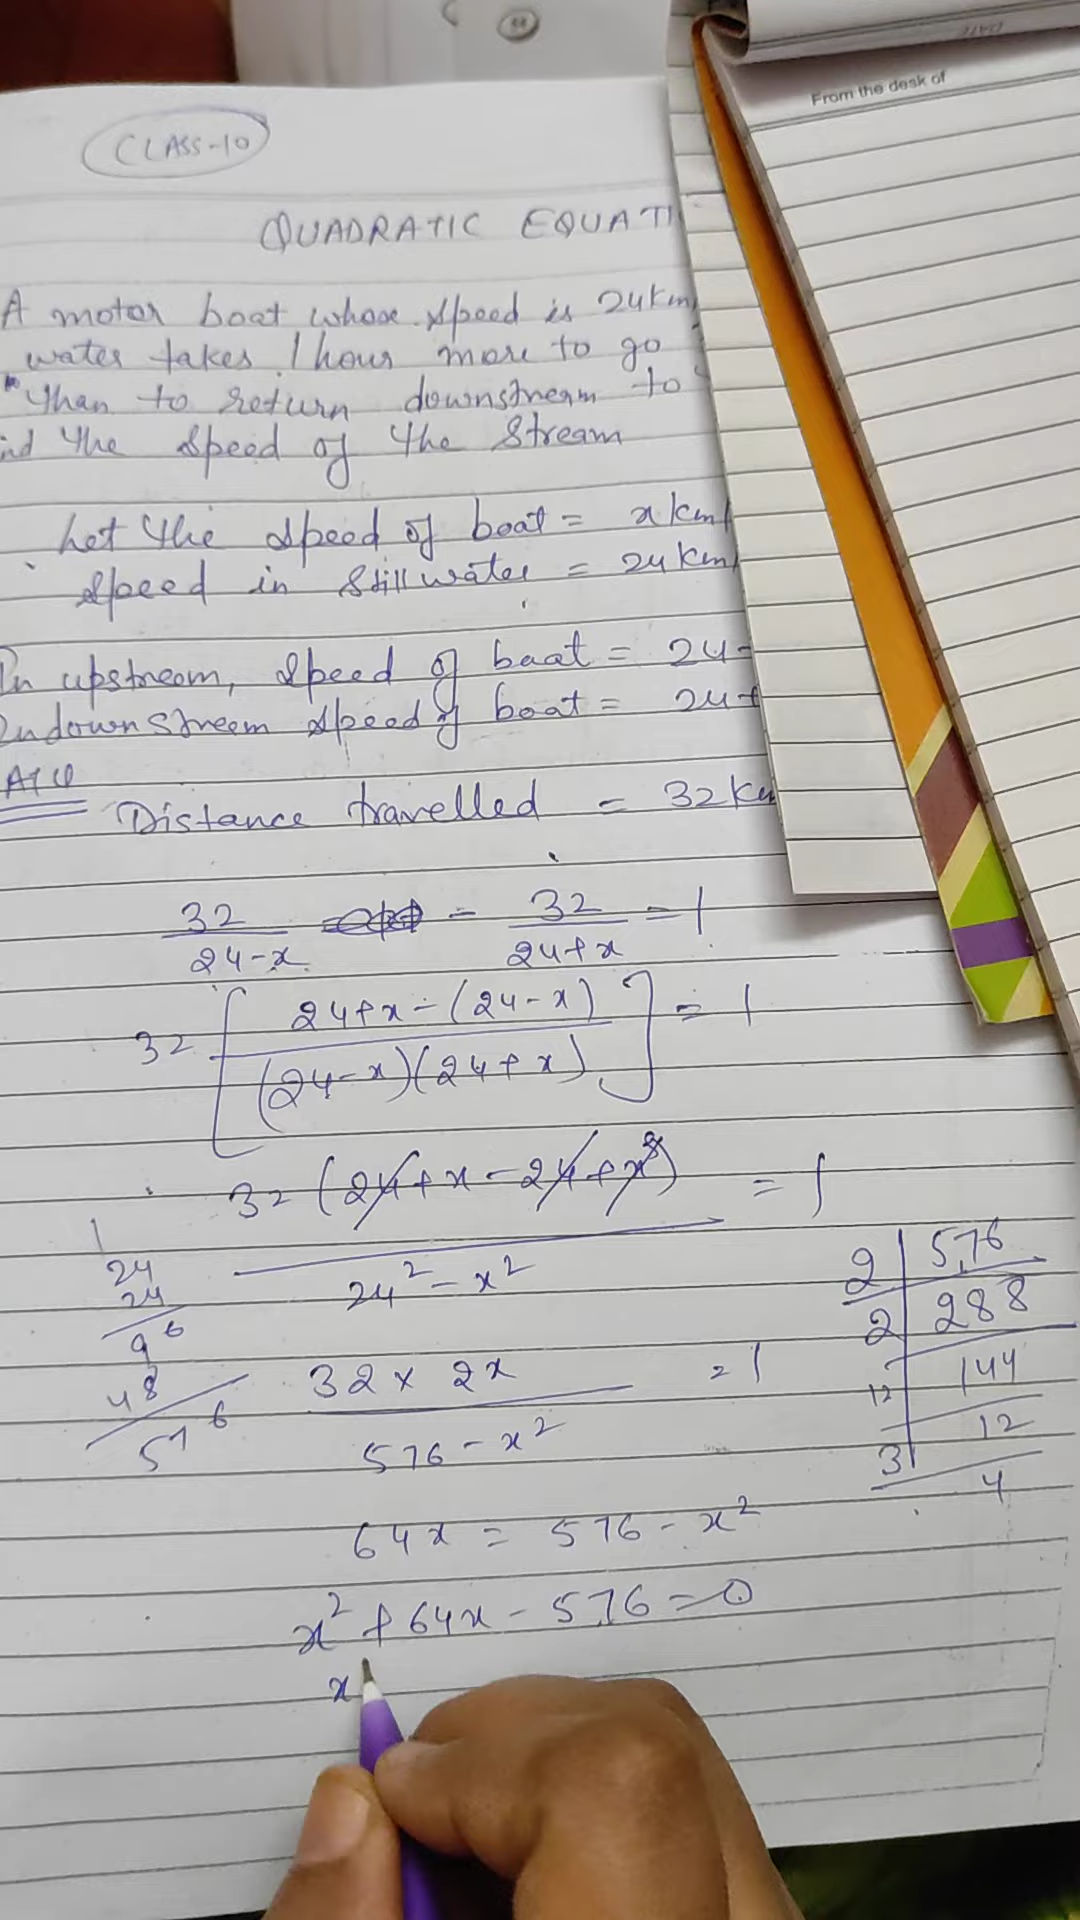 From the desk of
CLASS-10
QUADRATIC EQUATI
A motor boat whose speed is 24km
water takes 1 hour more to go
than to return downstream to
the speed of the stream
Let the speed of boat = x km/
speed in still water = 24 km/
In upstream, speed of boat = 24-
In downstream speed of boat = 24+
ATQ
Distance travelled = 32 km
32/24-x - 32/24+x = 1
32 [24+x-(24-x)/(24-x)(24+x)] = 1
32 (24+x-24+x)/24²-x² = 1
24
24
96
48
576
2 | 576
2 | 288
12 | 144
3 | 12
4
32 x 2x/576-x² = 1
64x = 576-x²
x²+64x-576=0
x